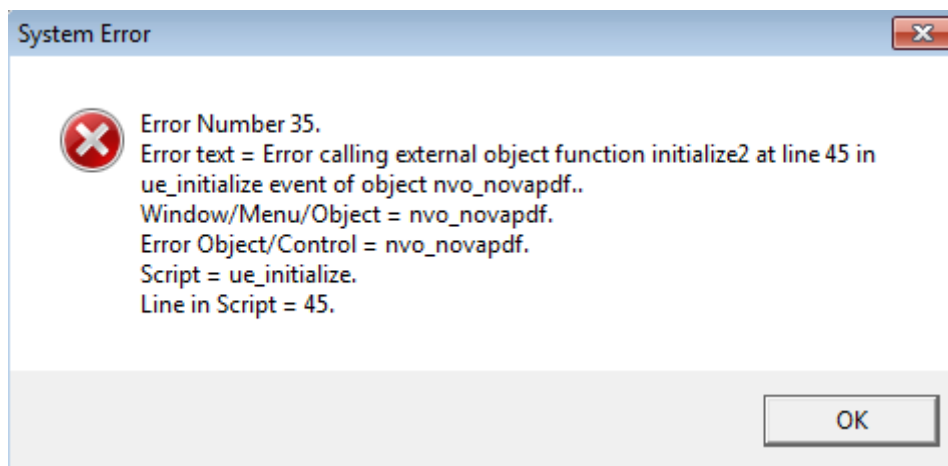 System Error
Error Number 35.
Error text = Error calling external object function initialize2 at line 45 in
ue_initialize event of object nvo_novapdf..
Window/Menu/Object = nvo_novapdf.
Error Object/Control = nvo_novapdf.
Script = ue_initialize.
Line in Script = 45.
OK